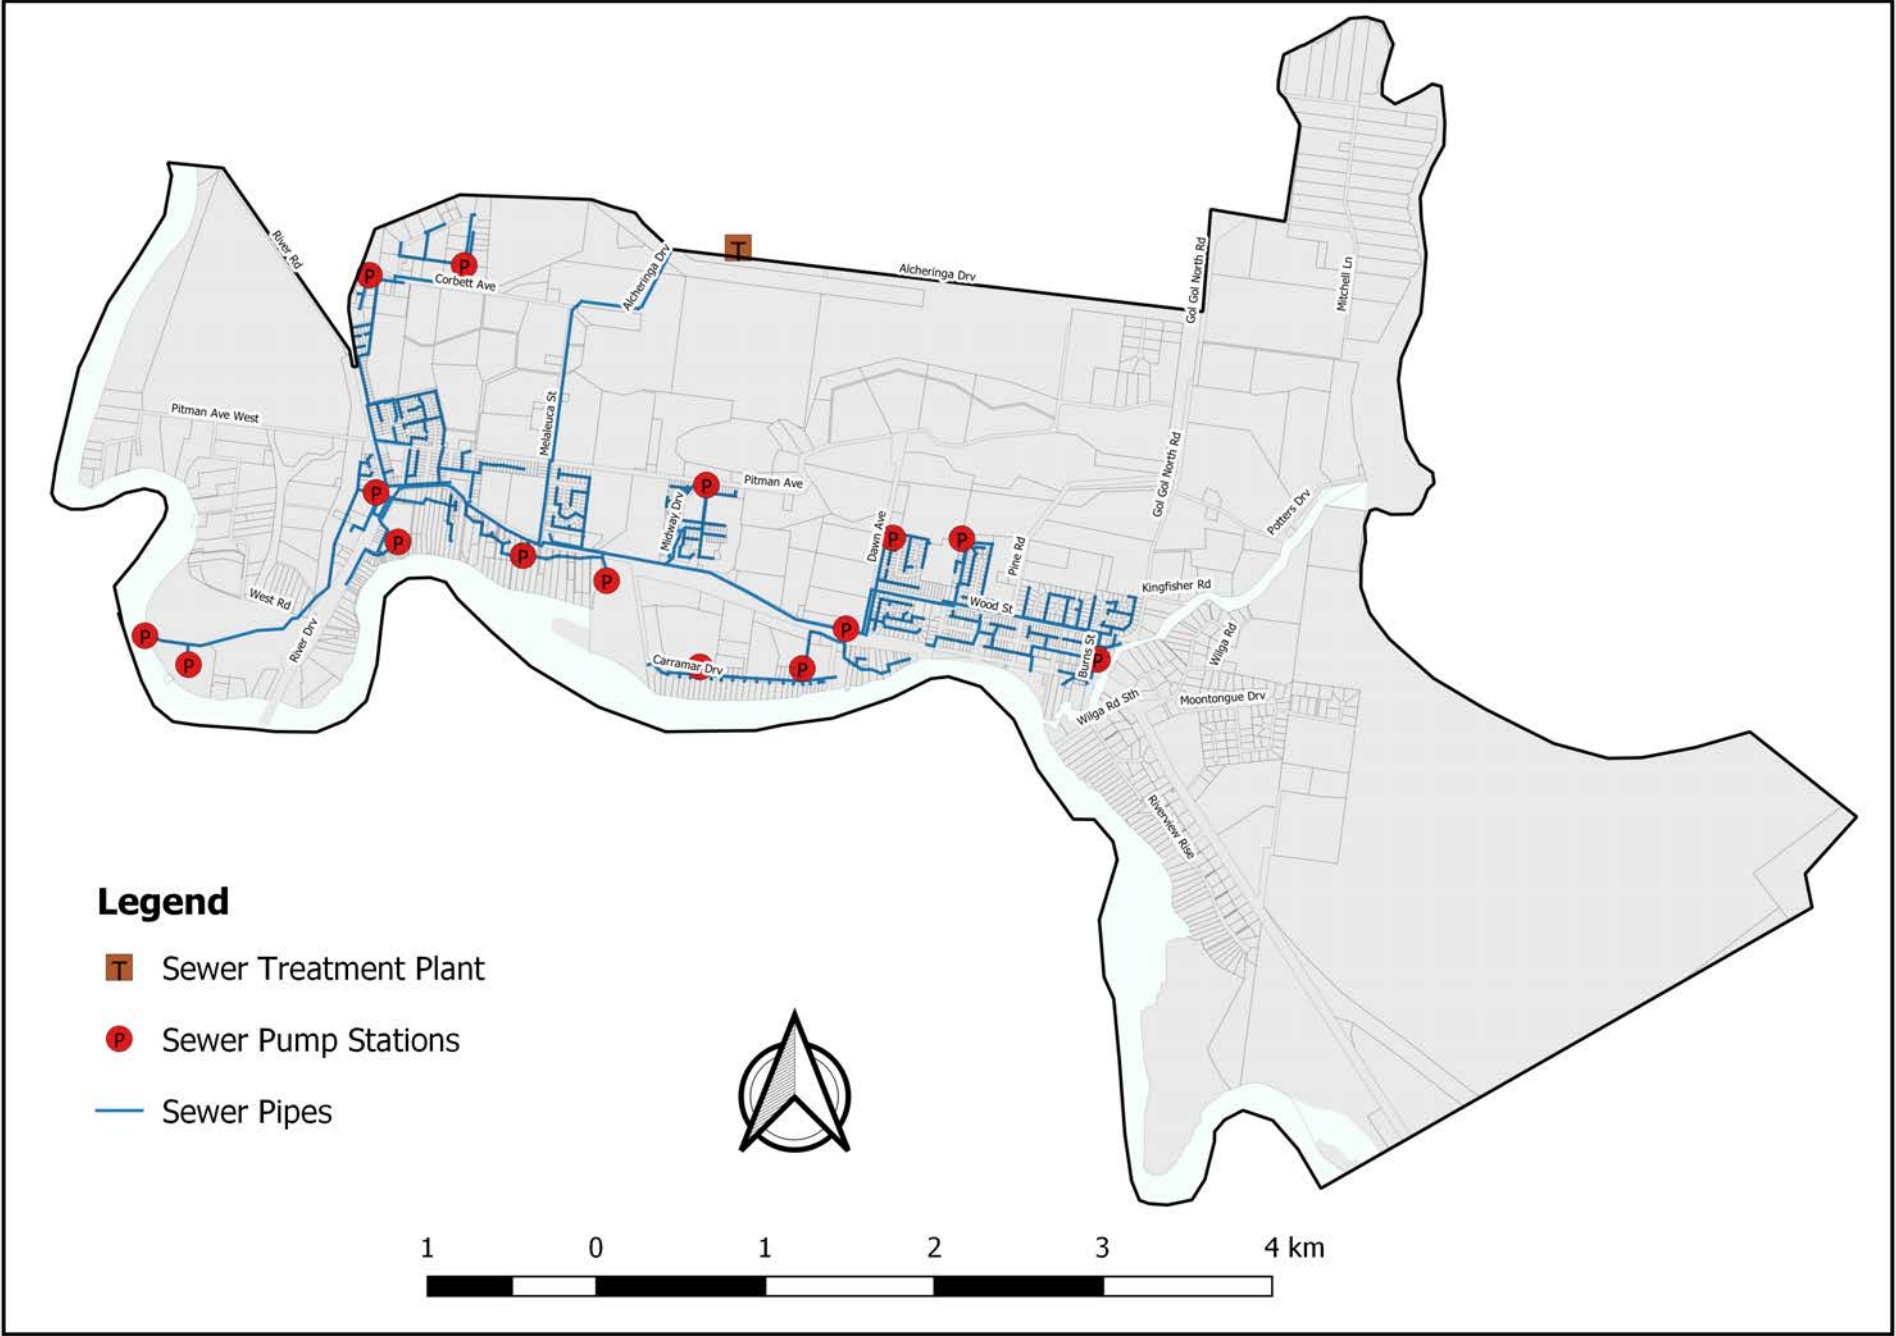 River Rd
Corbett Ave
Alcheringa Drv
T
Alcheringa Drv
Gol Gol North Rd
Mitchell Ln
P
P
Pitman Ave West
Melaleuca St
Gol Gol North Rd
P
P
Pitman Ave
Midway Drv
Potters Drv
Dawn Ave
P
P
Pine Rd
P
P
P
West Rd
Kingfisher Rd
Wood St
P
River Drv
P
P
Carramar Drv
P
Burns St
P
Wilga Rd
Wilga Rd Sth
Moontongue Drv
Riverview Rise
Legend
T Sewer Treatment Plant
P Sewer Pump Stations
Sewer Pipes
1 0 1 2 3 4 km